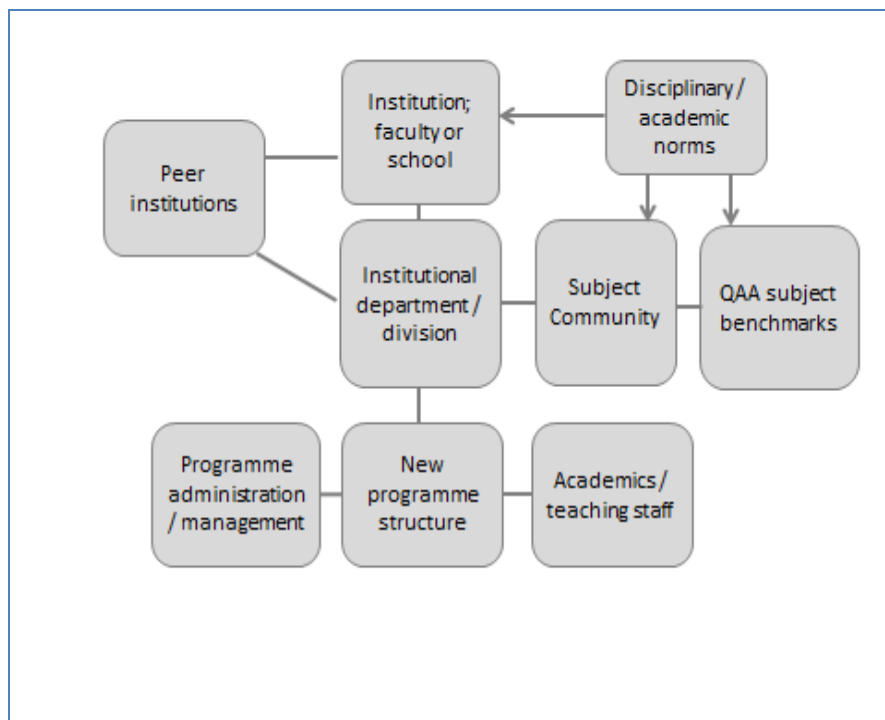 Institution;
faculty or
school
Disciplinary /
academic
norms
Peer
institutions
Institutional
department /
division
Subject
Community
QAA subject
benchmarks
Programme
administration
/ management
New
programme
structure
Academics /
teaching staff